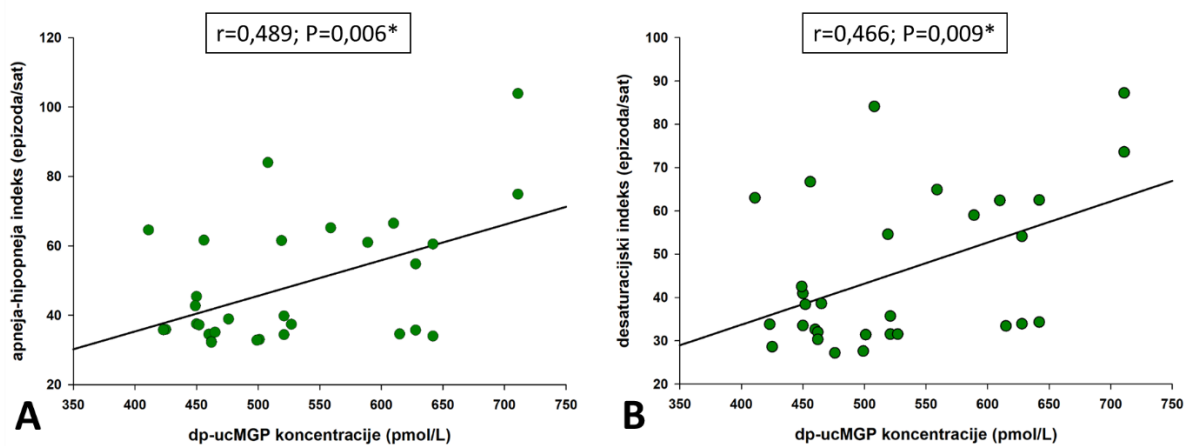 r=0,489; P=0,006*
apneja-hipopneja indeks (epizoda/sat)
120
100
80
60
40
20
350 400 450 500 550 600 650 700 750
dp-ucMGP koncentracije (pmol/L)
A
r=0,466; P=0,009*
desaturacijski indeks (epizoda/sat)
100
90
80
70
60
50
40
30
20
350 400 450 500 550 600 650 700 750
dp-ucMGP koncentracije (pmol/L)
B